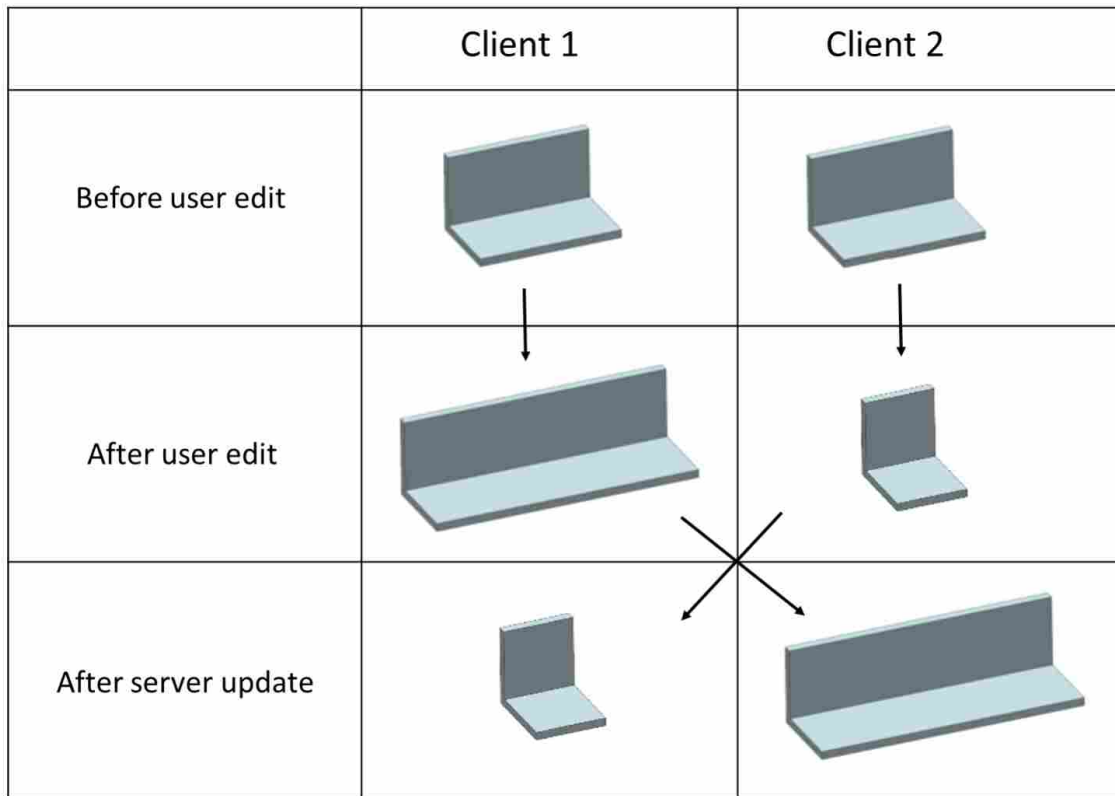 Client 1
Client 2
Before user edit
After user edit
After server update